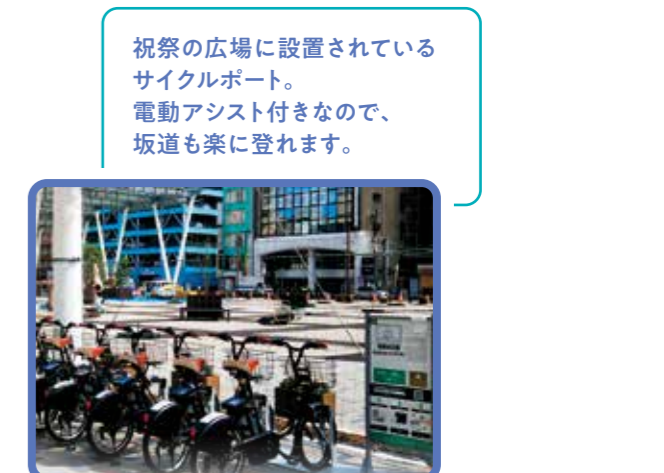 祝祭の広場に設置されている
サイクルポート。
電動アシスト付きなので、
坂道も楽に登れます。